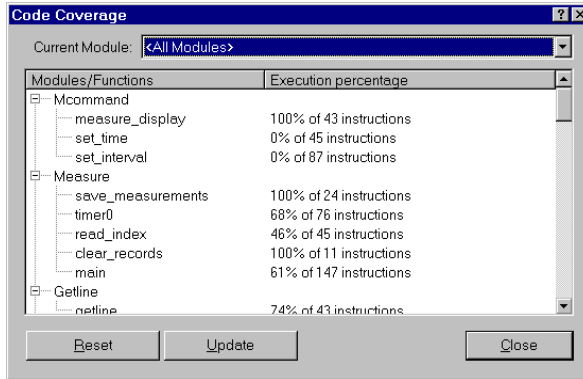 Code Coverage
Current Module: <All Modules>
Modules/Functions Execution percentage
Mcommand
measure_display 100% of 43 instructions
set_time 0% of 45 instructions
set_interval 0% of 87 instructions
Measure
save_measurements 100% of 24 instructions
timer0 68% of 76 instructions
read_index 46% of 45 instructions
clear_records 100% of 11 instructions
main 61% of 147 instructions
Getline
getline 74% of 43 instructions
Reset Update Close